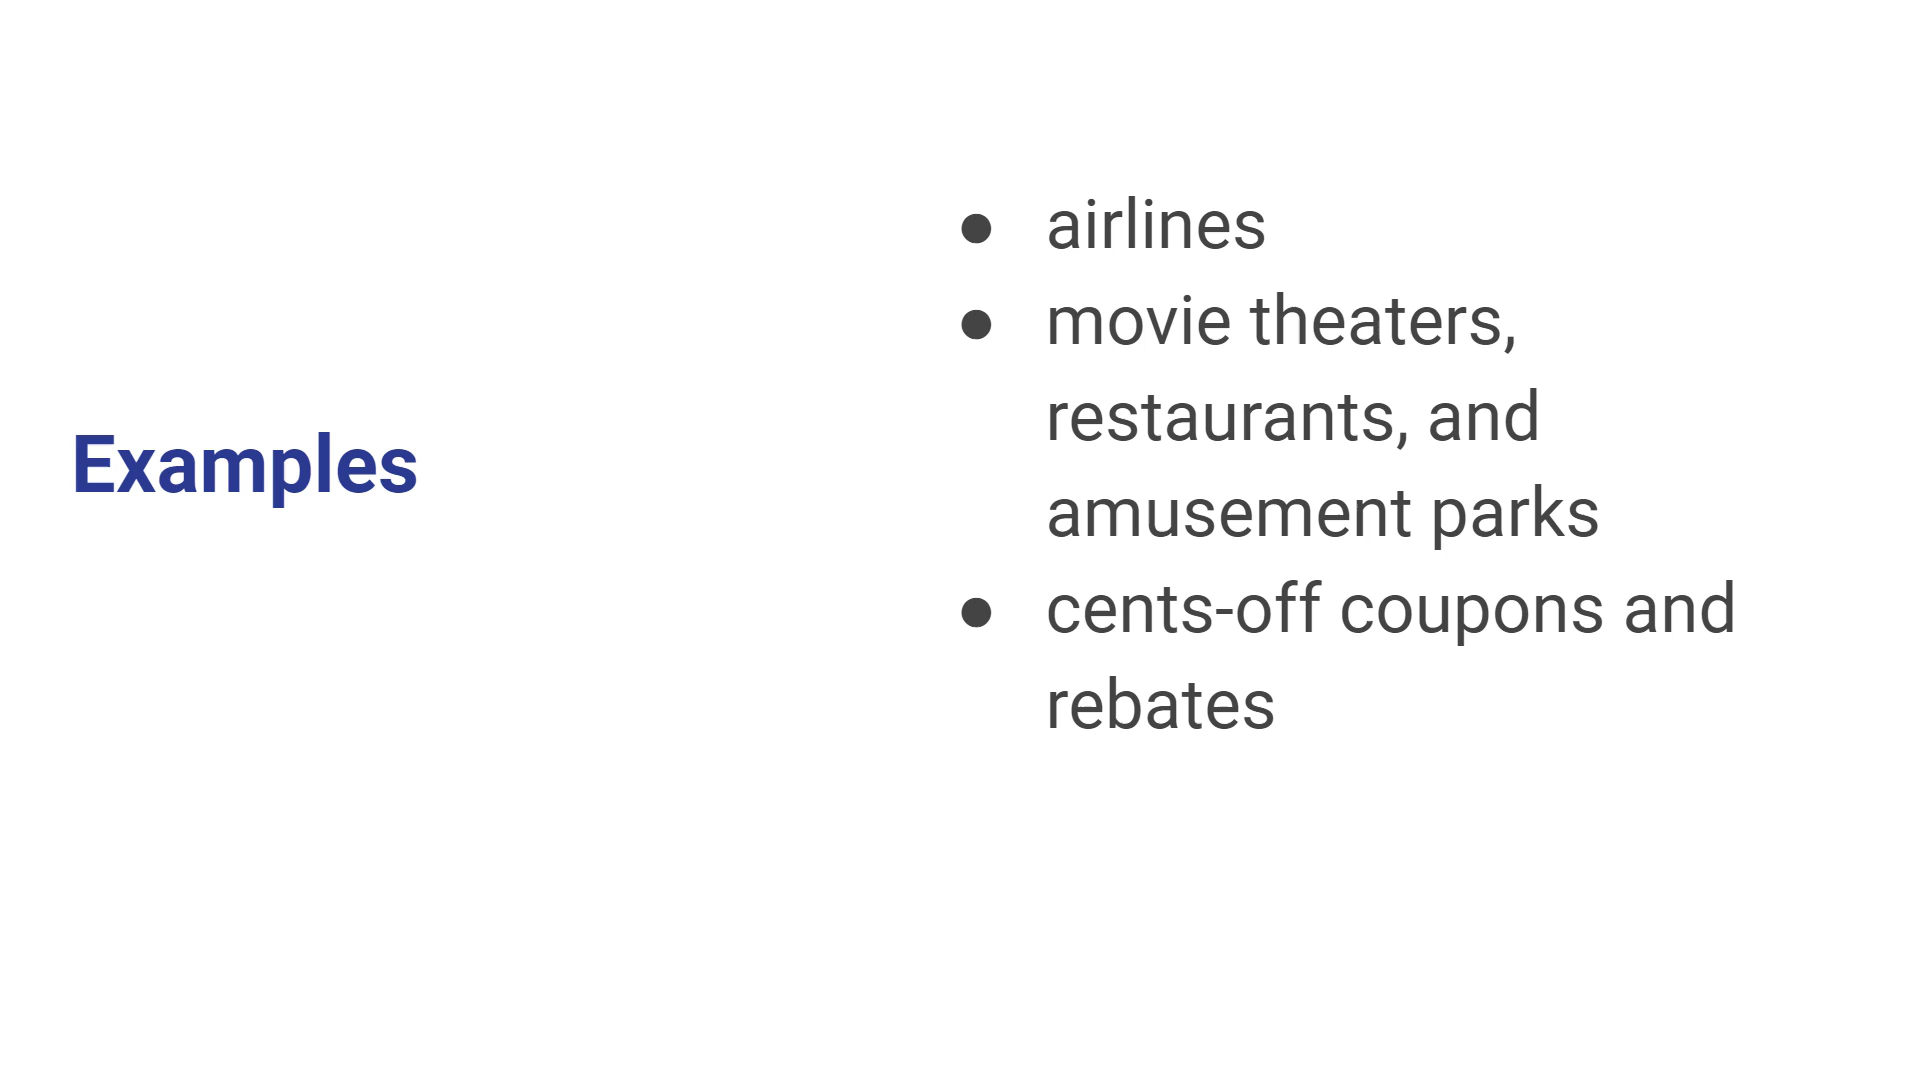 Examples
● airlines
● movie theaters,
restaurants, and
amusement parks
● cents-off coupons and
rebates